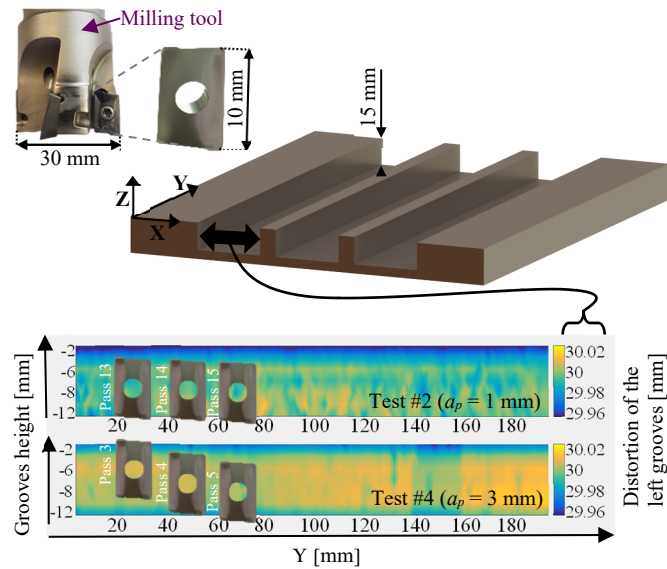 Milling tool
10 mm
30 mm
15 mm
Z
Y
X
Grooves height [mm]
-2
-6
-8
-12
Pass 13
Pass 14
Pass 15
Test #2 (aₚ = 1 mm)
20 40 60 80 100 120 140 160 180
30.02
30
29.98
29.96
-2
-6
-8
-12
Pass 3
Pass 4
Pass 5
Test #4 (aₚ = 3 mm)
20 40 60 80 100 120 140 160 180
30.02
30
29.98
29.96
Y [mm]
Distortion of the
left grooves [mm]